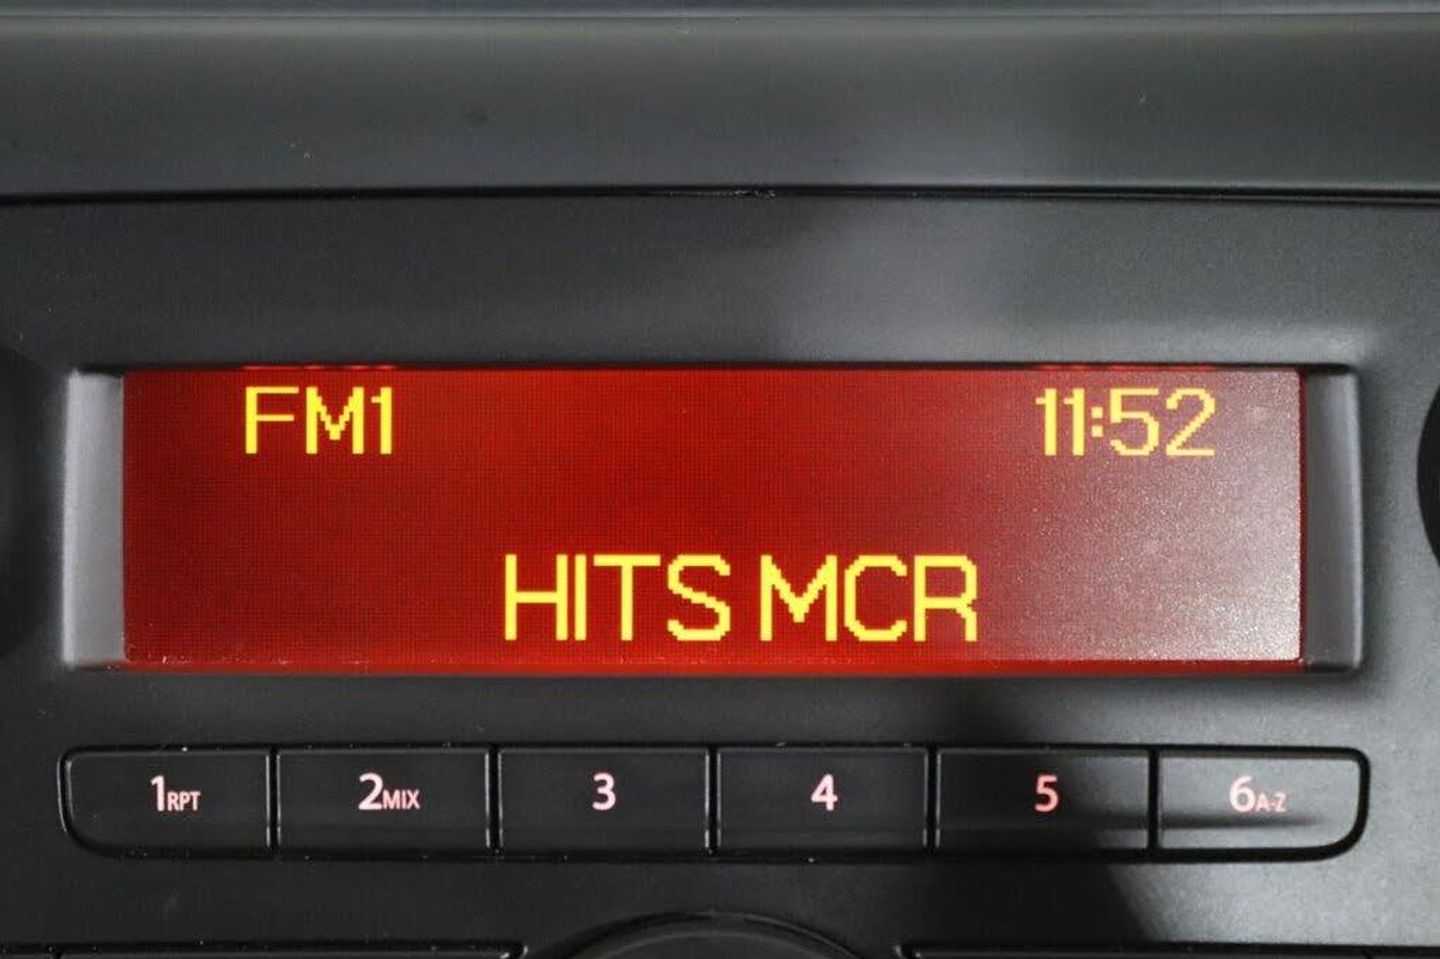 FM1 11:52
HITS MCR
1RPT 2MIX 3 4 5 6A-Z